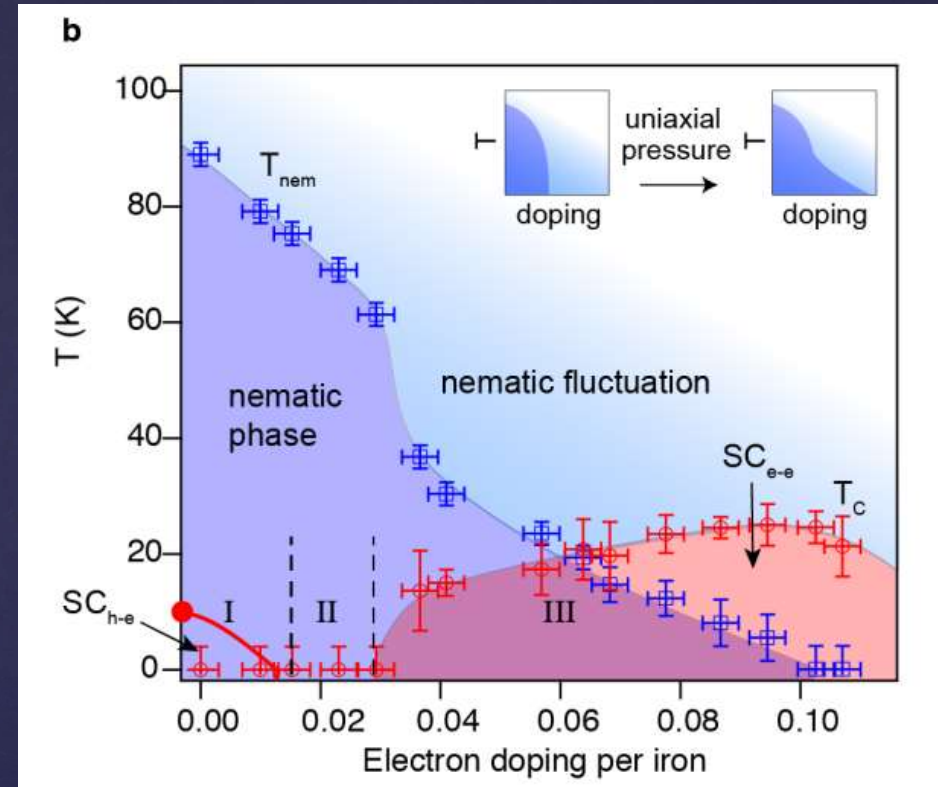 b
100
80
60
40
20
0
T (K)
T_nem
nematic
phase
nematic fluctuation
T
doping
uniaxial
pressure
T
doping
SC_e-e
T_C
SC_h-e
I
II
III
0.00
0.02
0.04
0.06
0.08
0.10
Electron doping per iron